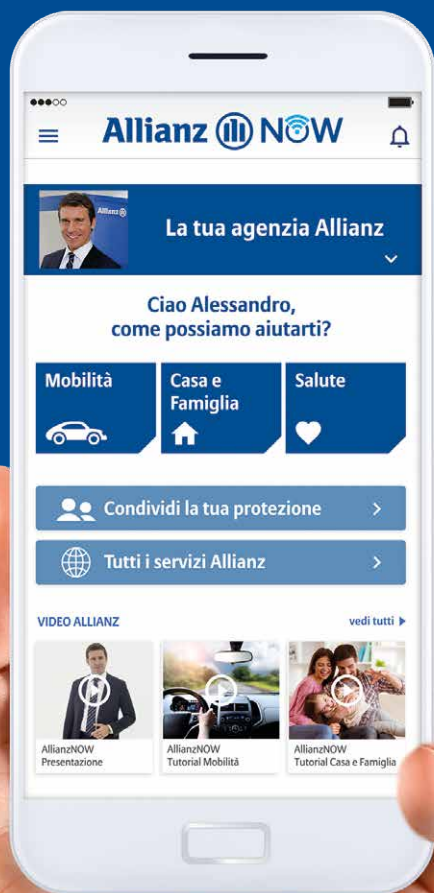 Allianz NOW
Allianz
La tua agenzia Allianz
Ciao Alessandro,
come possiamo aiutarti?
Mobilità
Casa e
Famiglia
Salute
Condividi la tua protezione
Tutti i servizi Allianz
VIDEO ALLIANZ
vedi tutti
AllianzNOW
Presentazione
AllianzNOW
Tutorial Mobilità
AllianzNOW
Tutorial Casa e Famiglia